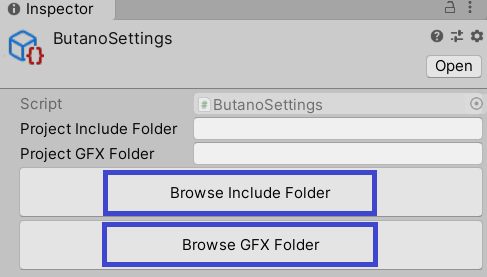 Inspector
ButanoSettings
Open
Script ButanoSettings
Project Include Folder
Project GFX Folder
Browse Include Folder
Browse GFX Folder